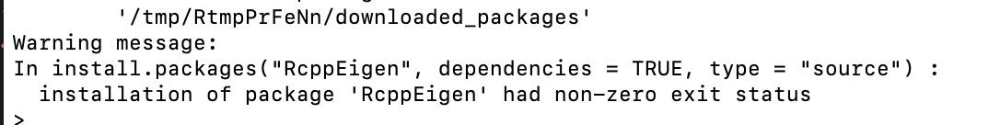 '/tmp/RtmpPrFeNn/downloaded_packages'
Warning message:
In install.packages("RcppEigen", dependencies = TRUE, type = "source") :
installation of package 'RcppEigen' had non-zero exit status
>